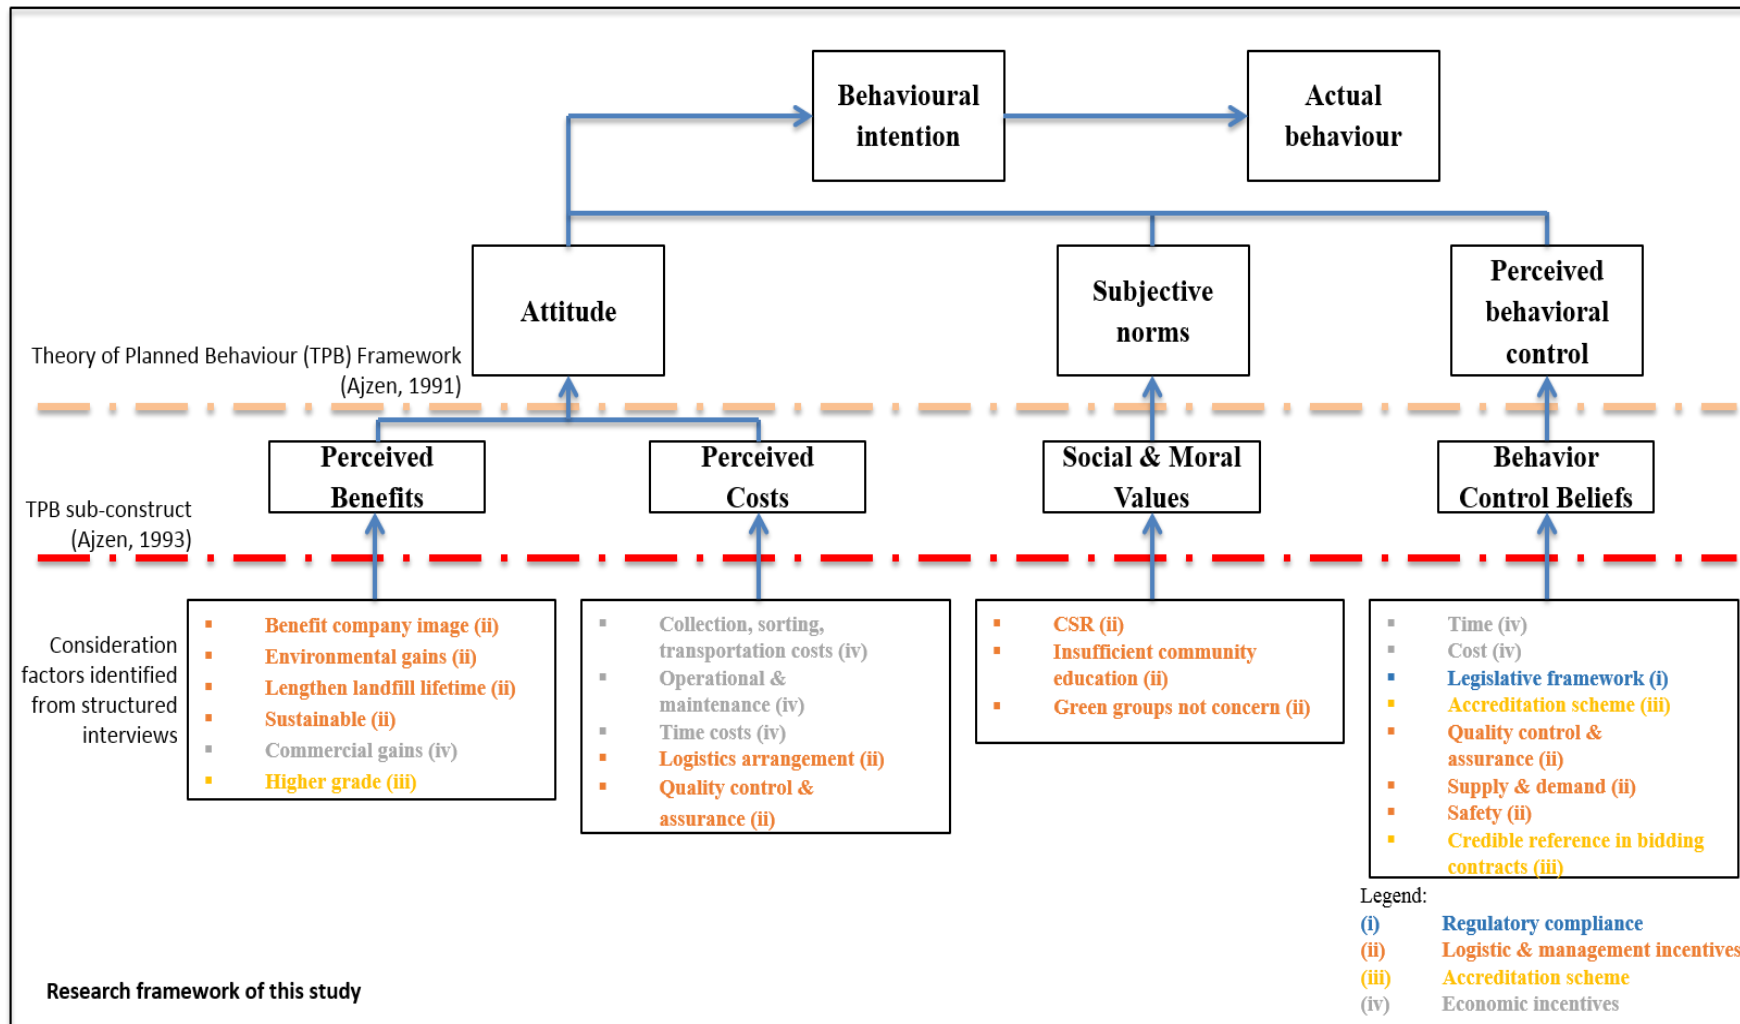 Behavioural
intention
Actual
behaviour
Attitude
Subjective
norms
Perceived
behavioral
control
Theory of Planned Behaviour (TPB) Framework
(Ajzen, 1991)
Perceived
Benefits
Perceived
Costs
Social & Moral
Values
Behavior
Control Beliefs
TPB sub-construct
(Ajzen, 1993)
Consideration
factors identified
from structured
interviews
Benefit company image (ii)
Environmental gains (ii)
Lengthen landfill lifetime (ii)
Sustainable (ii)
Commercial gains (iv)
Higher grade (iii)
Collection, sorting,
transportation costs (iv)
Operational &
maintenance (iv)
Time costs (iv)
Logistics arrangement (ii)
Quality control &
assurance (ii)
CSR (ii)
Insufficient community
education (ii)
Green groups not concern (ii)
Time (iv)
Cost (iv)
Legislative framework (i)
Accreditation scheme (iii)
Quality control &
assurance (ii)
Supply & demand (ii)
Safety (ii)
Credible reference in bidding
contracts (iii)
Legend:
(i) Regulatory compliance
(ii) Logistic & management incentives
(iii) Accreditation scheme
(iv) Economic incentives
Research framework of this study